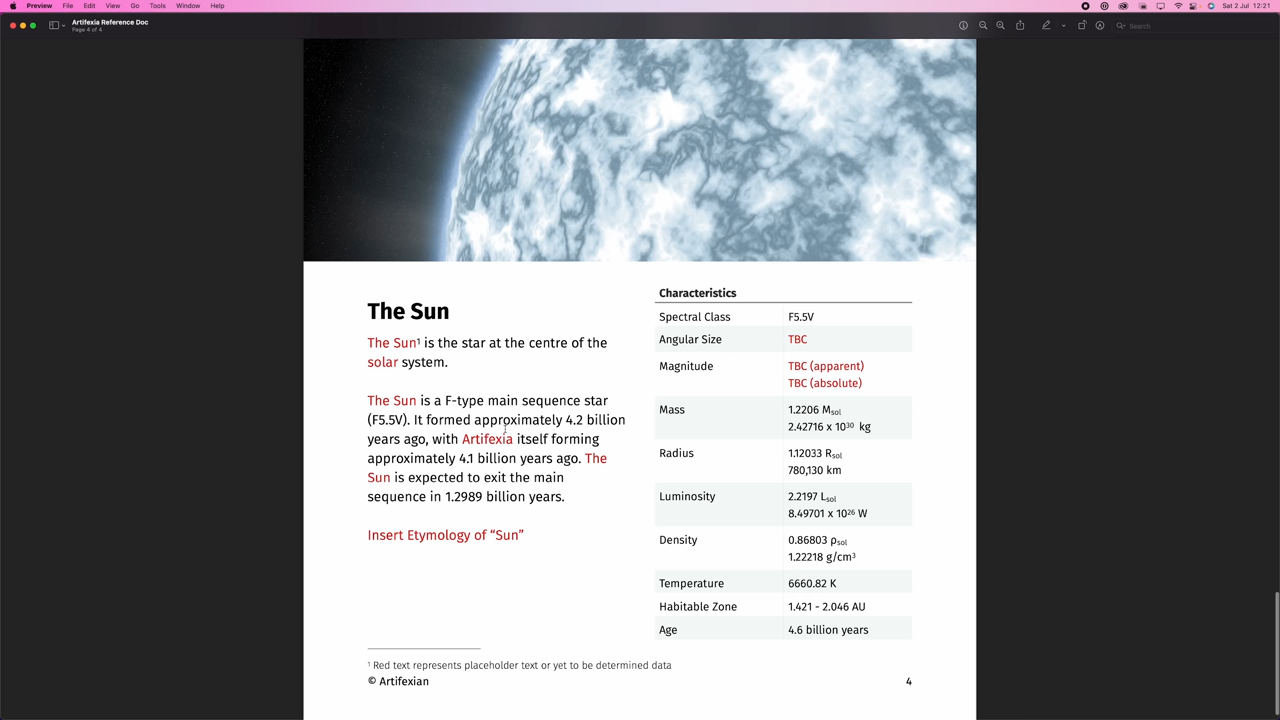 Preview File Edit View Go Tools Window Help
Sat 2 Jul 12:21
Artifexia Reference Doc
Page 4 of 4
Search
The Sun
The Sun¹ is the star at the centre of the
solar system.
The Sun is a F-type main sequence star
(F5.5V). It formed approximately 4.2 billion
years ago, with Artifexia itself forming
approximately 4.1 billion years ago. The
Sun is expected to exit the main
sequence in 1.2989 billion years.
Insert Etymology of “Sun”
Characteristics
Spectral Class F5.5V
Angular Size TBC
Magnitude TBC (apparent)
TBC (absolute)
Mass 1.2206 Msol
2.42716 x 10³⁰ kg
Radius 1.12033 Rsol
780,130 km
Luminosity 2.2197 Lsol
8.49701 x 10²⁶ W
Density 0.86803 ρsol
1.22218 g/cm³
Temperature 6660.82 K
Habitable Zone 1.421 - 2.046 AU
Age 4.6 billion years
¹ Red text represents placeholder text or yet to be determined data
© Artifexian
4